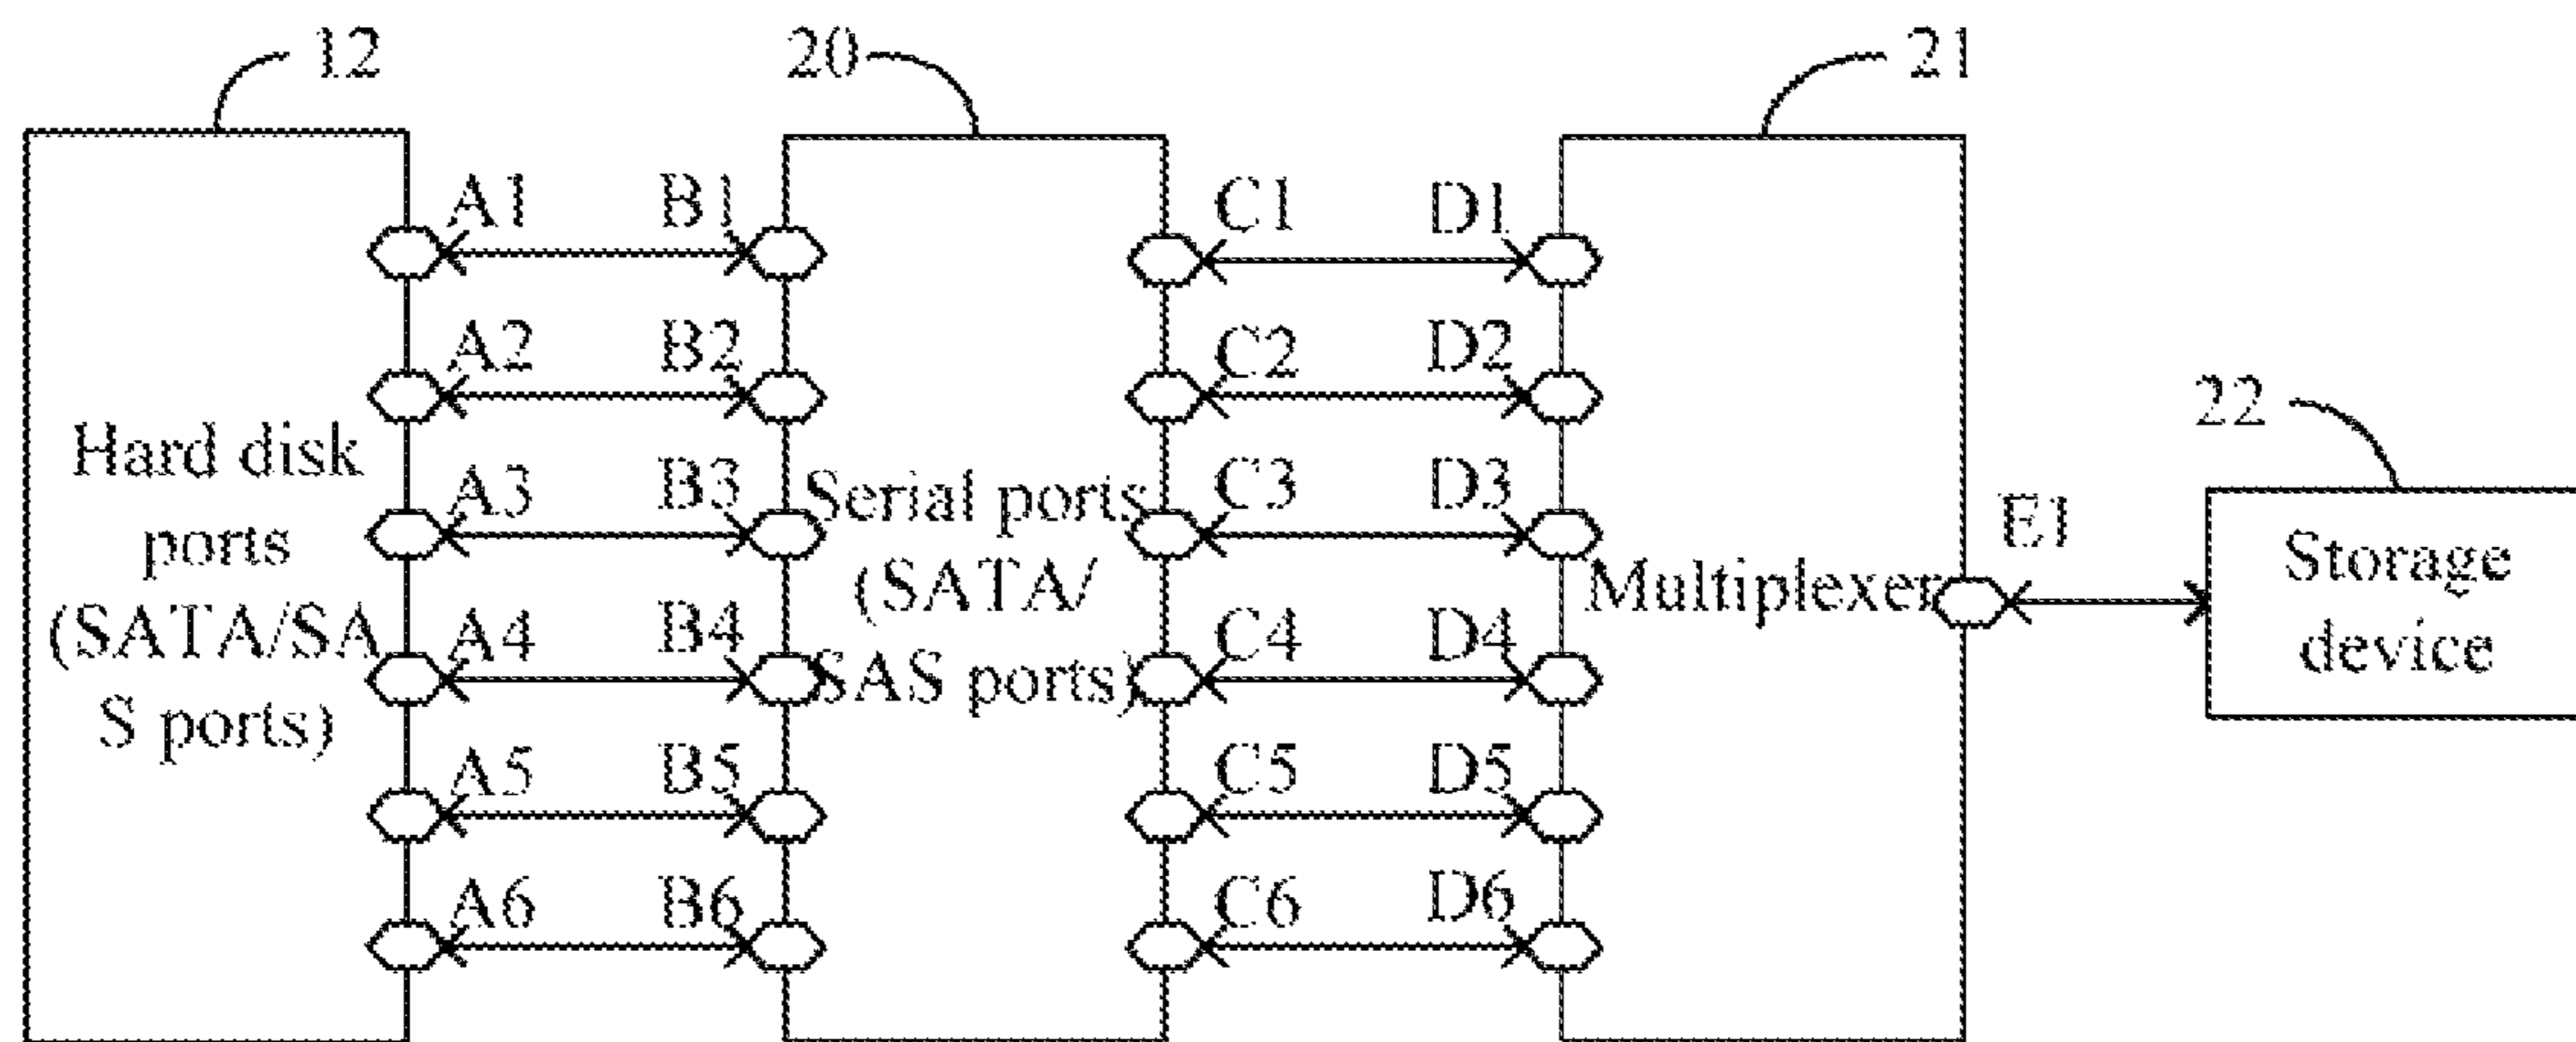 12
20
21
A1
B1
C1
D1
A2
B2
C2
D2
22
Hard disk
ports
(SATA/SA
S ports)
A3
B3
Serial ports
(SATA/
SAS ports)
C3
D3
E1
Storage
device
Multiplexer
A4
B4
C4
D4
A5
B5
C5
D5
A6
B6
C6
D6